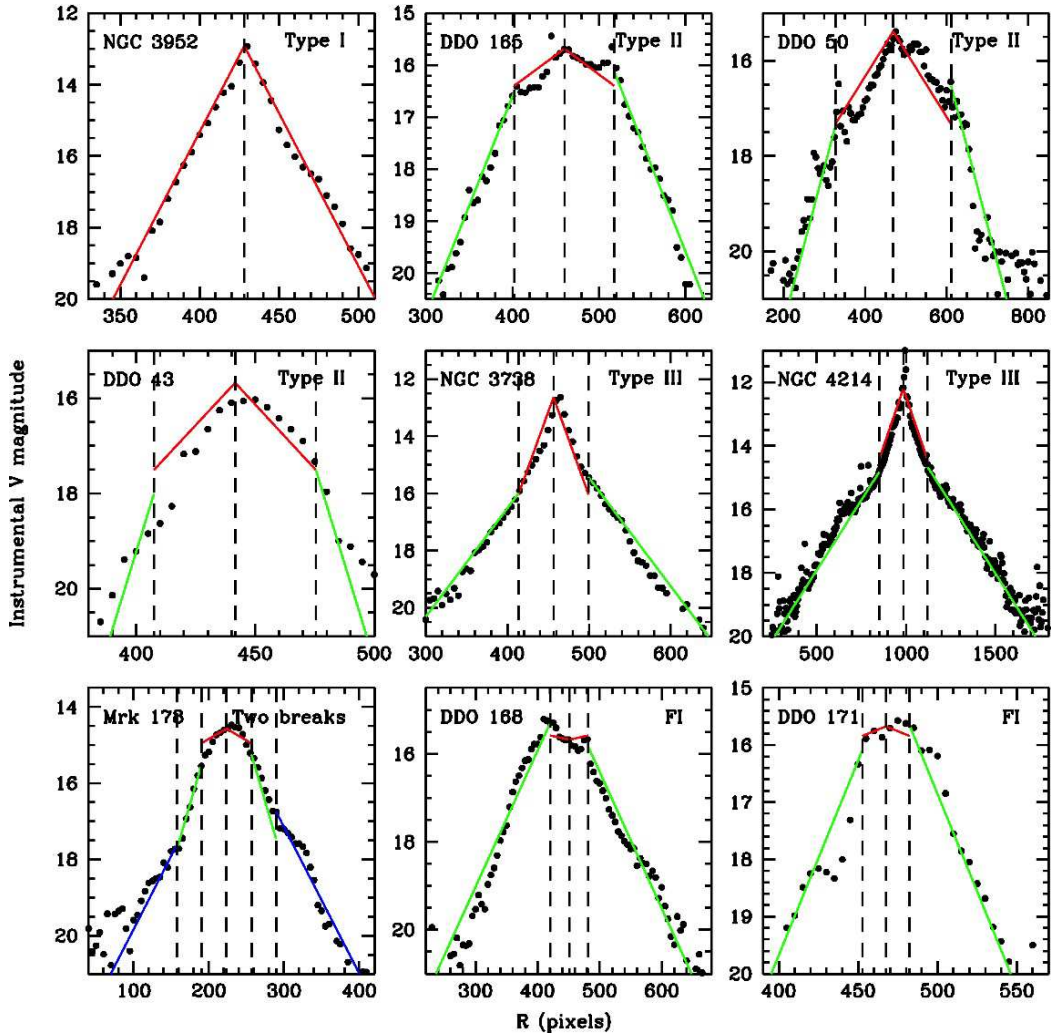 NGC 3952 Type I
12
14
16
18
20
350 400 450 500
DDO 165 Type II
15
16
17
18
19
20
300 400 500 600
DDO 50 Type II
16
18
20
200 400 600 800
DDO 43 Type II
16
18
20
400 450 500
NGC 3738 Type III
12
14
16
18
20
300 400 500 600
NGC 4214 Type III
12
14
16
18
20
500 1000 1500
Mrk 178 Two breaks
14
16
18
20
100 200 300 400
DDO 168 FI
14
16
18
20
300 400 500 600
DDO 171 FI
15
16
17
18
19
20
400 450 500 550
Instrumental V magnitude
R (pixels)